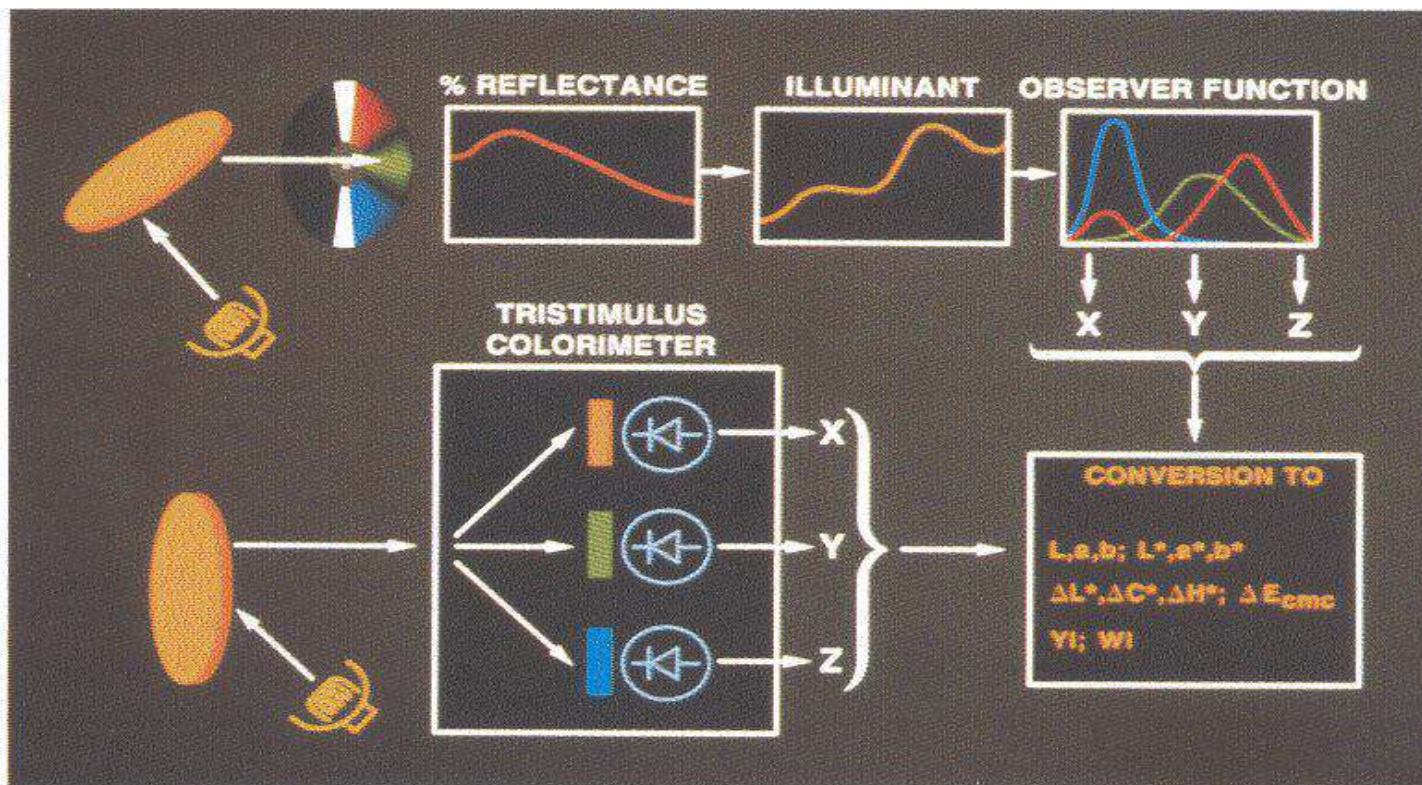 % REFLECTANCE
ILLUMINANT
OBSERVER FUNCTION
X Y Z
TRISTIMULUS
COLORIMETER
X
Y
Z
CONVERSION TO
L,a,b; L*,a*,b*
ΔL*,ΔC*,ΔH*; ΔEcmc
YI; WI